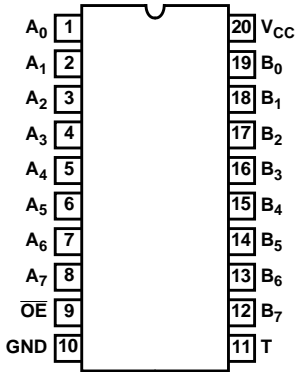 A0 1 20 VCC
A1 2 19 B0
A2 3 18 B1
A3 4 17 B2
A4 5 16 B3
A5 6 15 B4
A6 7 14 B5
A7 8 13 B6
O̅E̅ 9 12 B7
GND 10 11 T